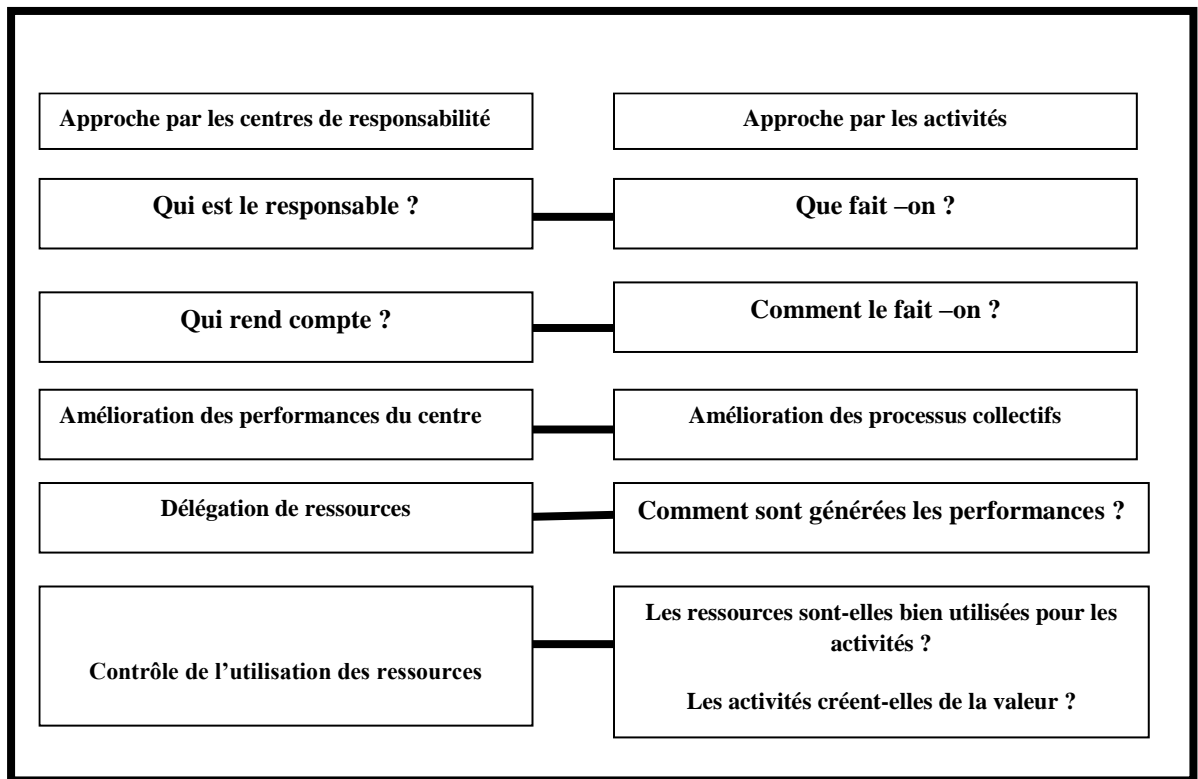 Approche par les centres de responsabilité
Approche par les activités
Qui est le responsable ?
Que fait –on ?
Qui rend compte ?
Comment le fait –on ?
Amélioration des performances du centre
Amélioration des processus collectifs
Délégation de ressources
Comment sont générées les performances ?
Contrôle de l’utilisation des ressources
Les ressources sont-elles bien utilisées pour les
activités ?
Les activités créent-elles de la valeur ?